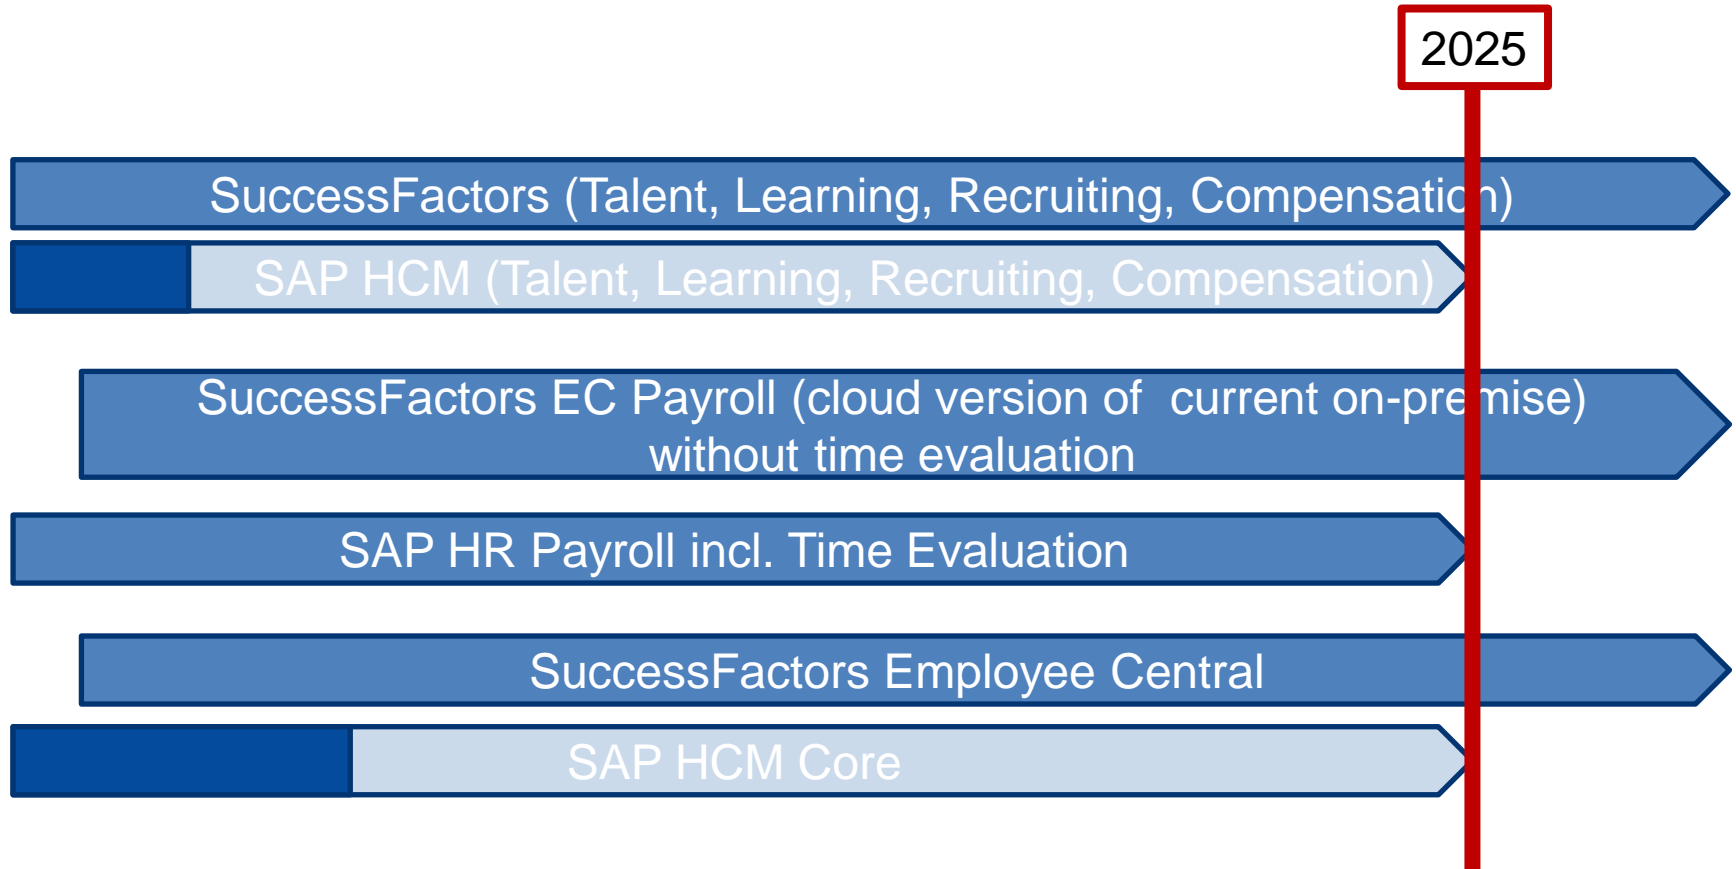 2025
SuccessFactors (Talent, Learning, Recruiting, Compensation)
SAP HCM (Talent, Learning, Recruiting, Compensation)
SuccessFactors EC Payroll (cloud version of current on-premise)
without time evaluation
SAP HR Payroll incl. Time Evaluation
SuccessFactors Employee Central
SAP HCM Core